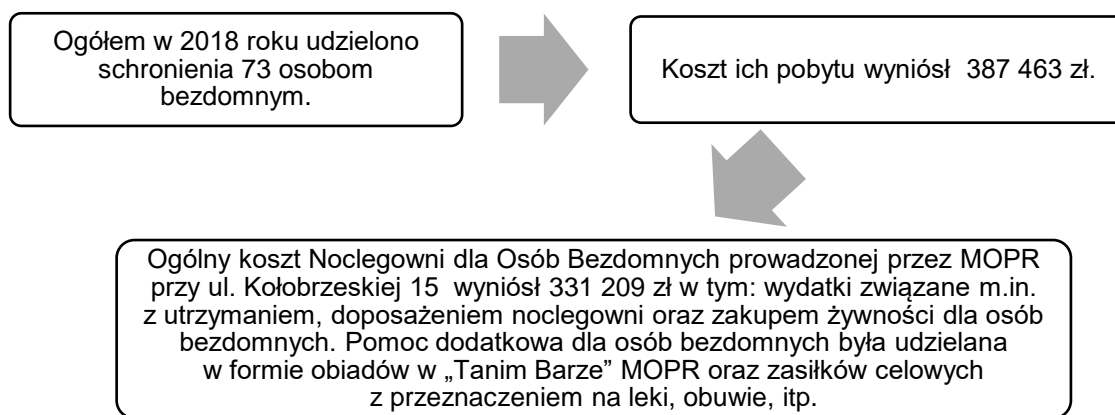 Ogółem w 2018 roku udzielono
schronienia 73 osobom
bezdomnym.
Koszt ich pobytu wyniósł 387 463 zł.
Ogólny koszt Noclegowni dla Osób Bezdomnych prowadzonej przez MOPR
przy ul. Kołobrzeskiej 15 wyniósł 331 209 zł w tym: wydatki związane m.in.
z utrzymaniem, doposażeniem noclegowni oraz zakupem żywności dla osób
bezdomnych. Pomoc dodatkowa dla osób bezdomnych była udzielana
w formie obiadów w „Tanim Barze” MOPR oraz zasiłków celowych
z przeznaczeniem na leki, obuwie, itp.